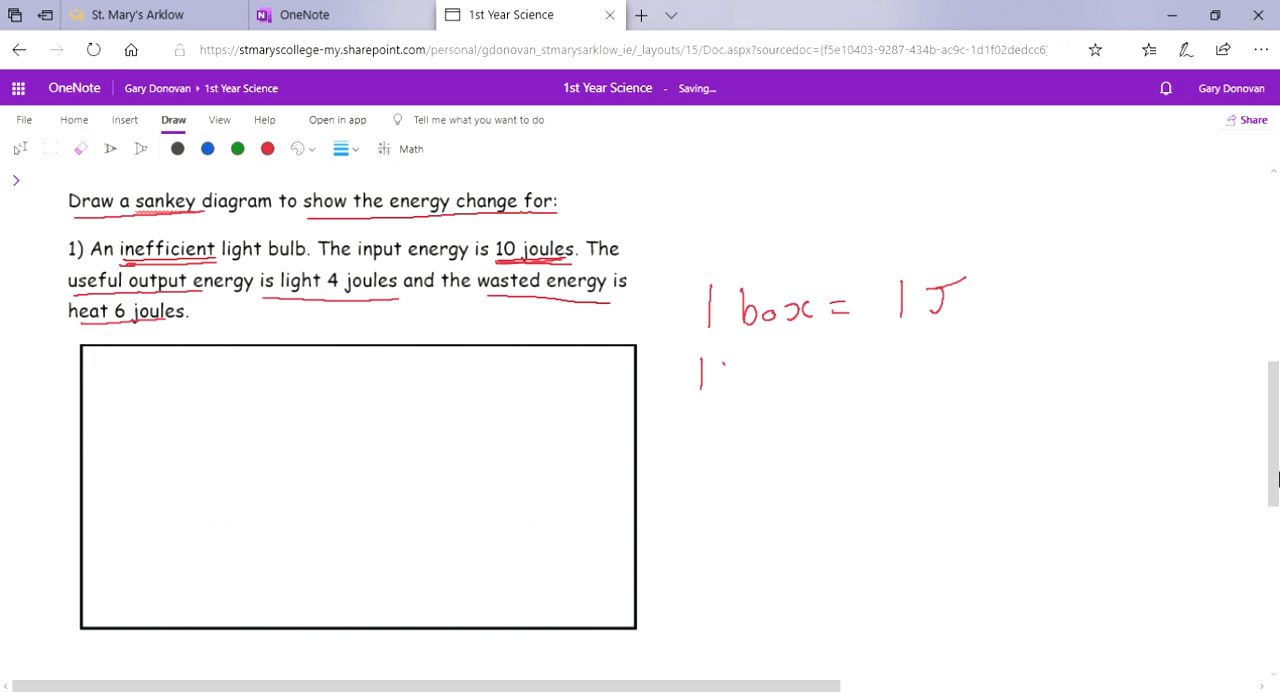 St. Mary's Arklow
OneNote
1st Year Science
https://stmaryscollege-my.sharepoint.com/personal/gdonovan_stmarysarklow_ie/_layouts/15/Doc.aspx?sourcedoc={f5e10403-9287-434b-ac9c-1d1f02dedcc6}
OneNote Gary Donovan 1st Year Science 1st Year Science - Saving... Gary Donovan
File Home Insert Draw View Help Open in app Tell me what you want to do Share
Math
Draw a sankey diagram to show the energy change for:
1) An inefficient light bulb. The input energy is 10 joules. The
useful output energy is light 4 joules and the wasted energy is
heat 6 joules.
1 box = 1 J
1